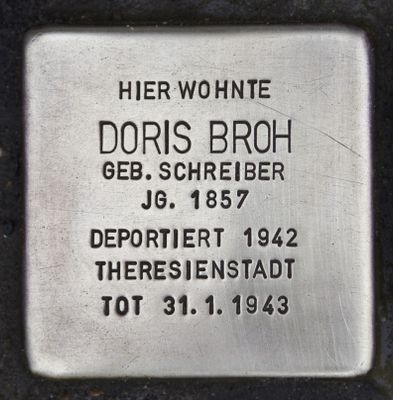 HIER WOHNTE
DORIS BROH
GEB. SCHREIBER
JG. 1857
DEPORTIERT 1942
THERESIENSTADT
TOT 31.1.1943